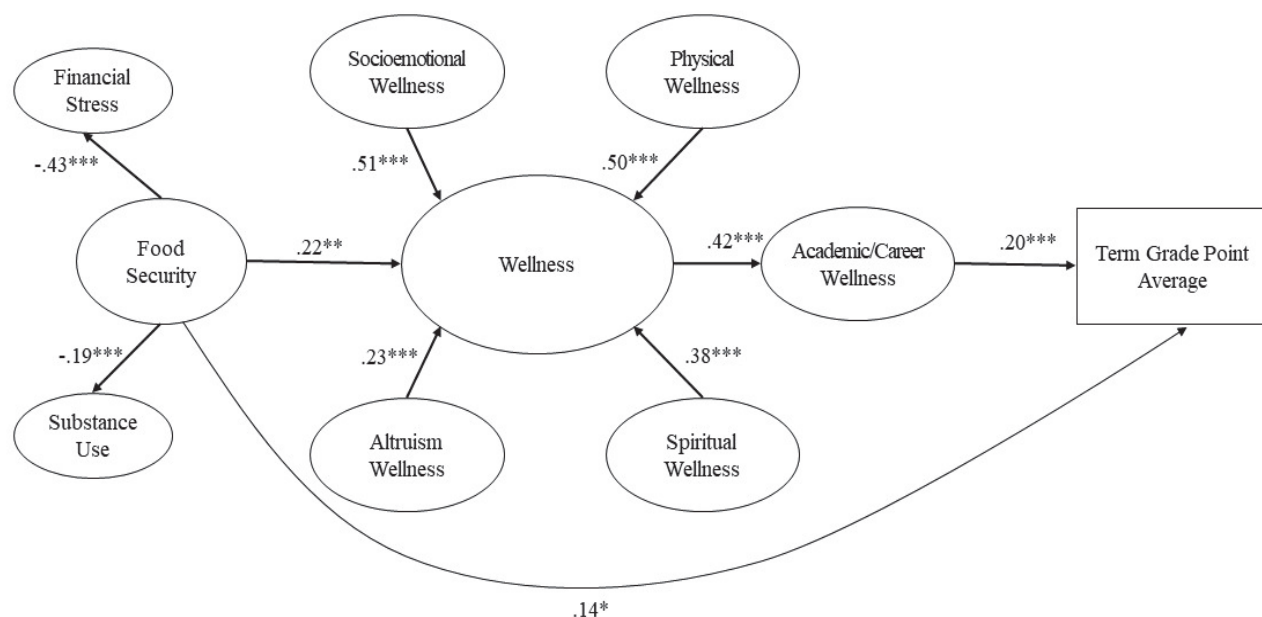 Financial
Stress
Socioemotional
Wellness
Physical
Wellness
-.43***
.51***
.50***
Food
Security
.22**
Wellness
.42***
Academic/Career
Wellness
.20***
Term Grade Point
Average
-.19***
.23***
.38***
Substance
Use
Altruism
Wellness
Spiritual
Wellness
.14*